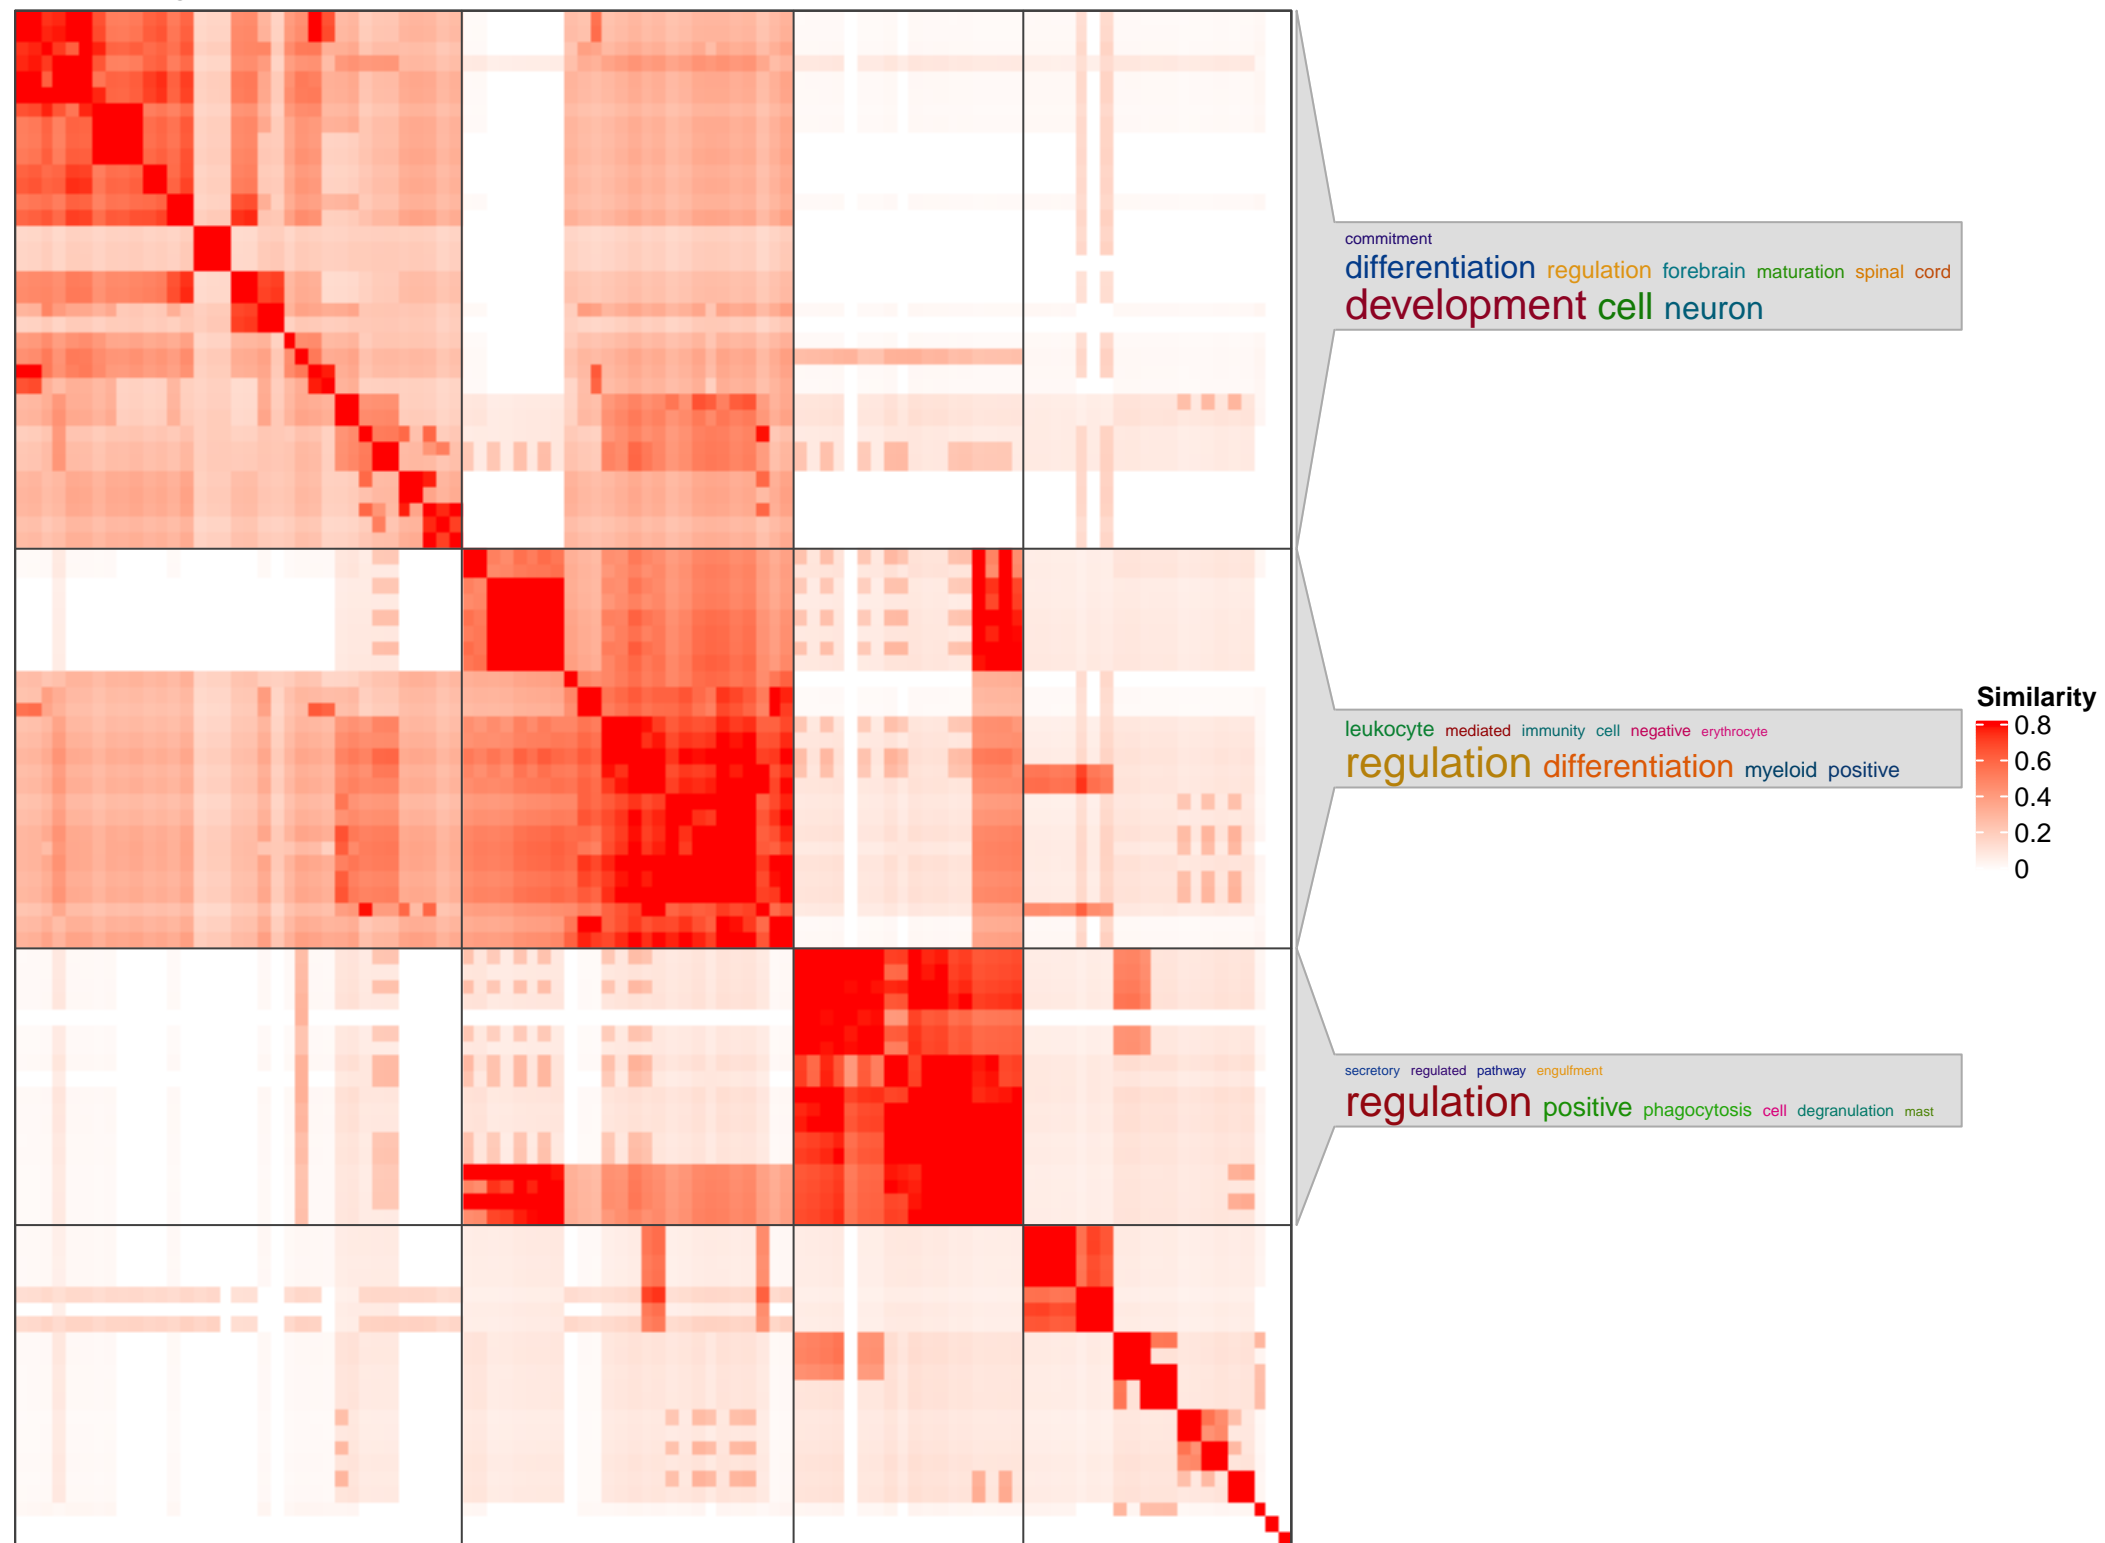 commitment
differentiation regulation forebrain maturation spinal cord
development cell neuron
leukocyte mediated immunity cell negative erythrocyte
regulation differentiation myeloid positive
Similarity
0.8
0.6
0.4
0.2
0
secretory regulated pathway engulfment
regulation positive phagocytosis cell degranulation mast